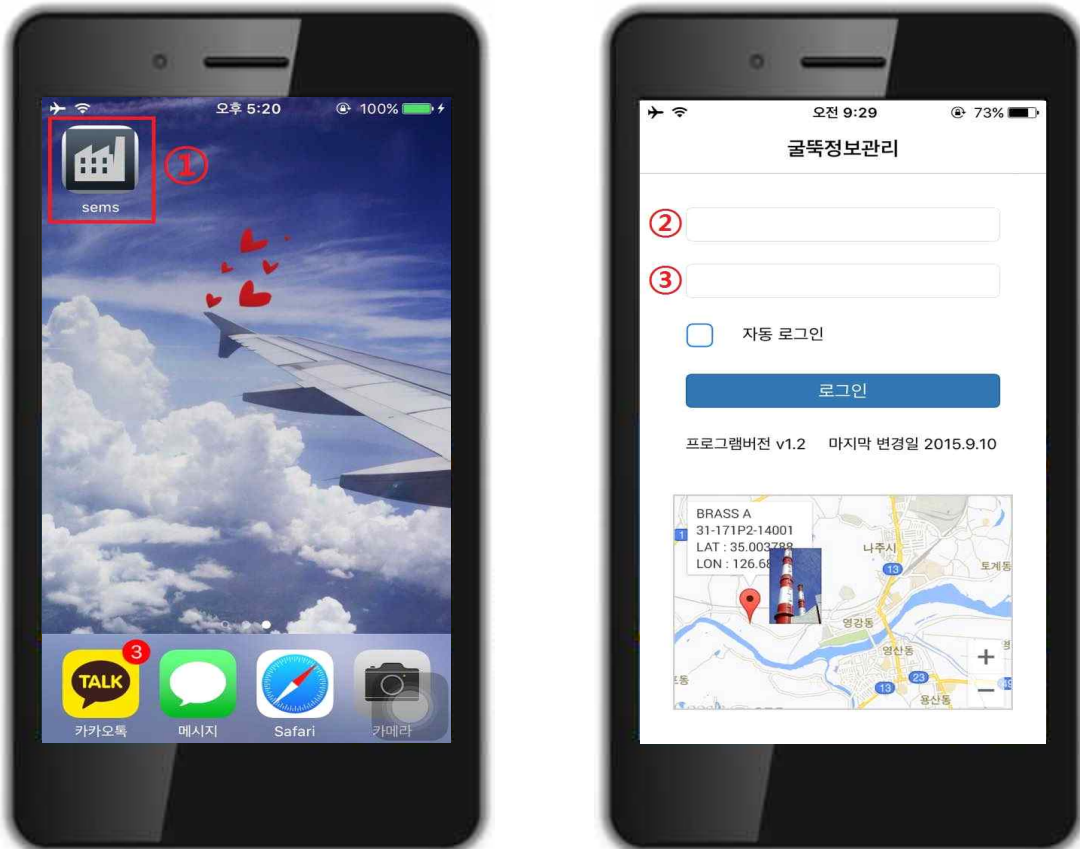 오후 5:20
100%
①
sems
3
TALK
카카오톡
메시지
Safari
카메라
오전 9:29
73%
굴뚝정보관리
②
③
자동 로그인
로그인
프로그램버전 v1.2 마지막 변경일 2015.9.10
BRASS A
31-171P2-14001
LAT : 35.003788
LON : 126.68
1
나주시
13
토계동
영강동
영산동
23
13
용산동
49
+
−